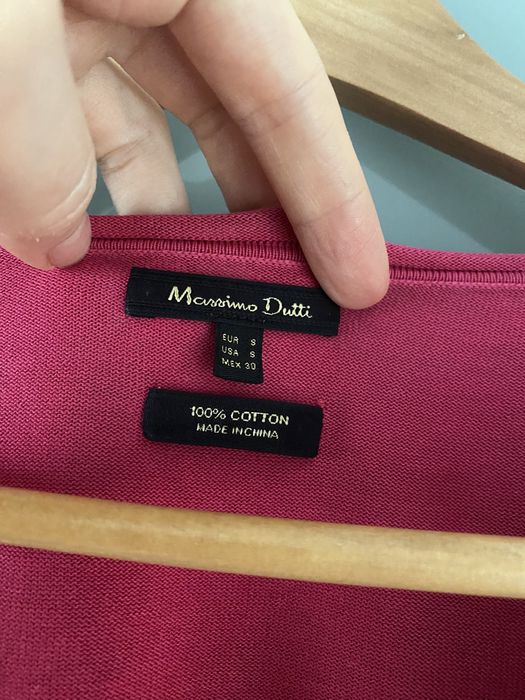 Massimo Dutti
EUR S
USA S
MEX 30
100% COTTON
MADE IN CHINA